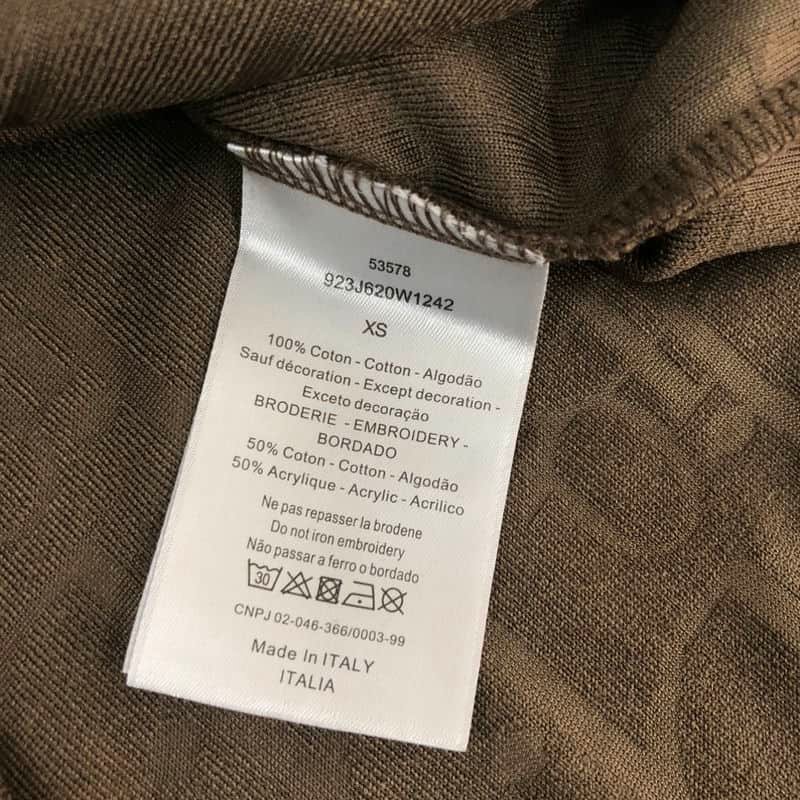 53578
923J620W1242
XS
100% Coton - Cotton - Algodão
Sauf décoration - Except decoration -
Exceto decoração
BRODERIE - EMBROIDERY -
BORDADO
50% Coton - Cotton - Algodão
50% Acrylique - Acrylic - Acrilico
Ne pas repasser la brodene
Do not iron embroidery
Não passar a ferro o bordado
30
CNPJ 02-046-366/0003-99
Made In ITALY
ITALIA